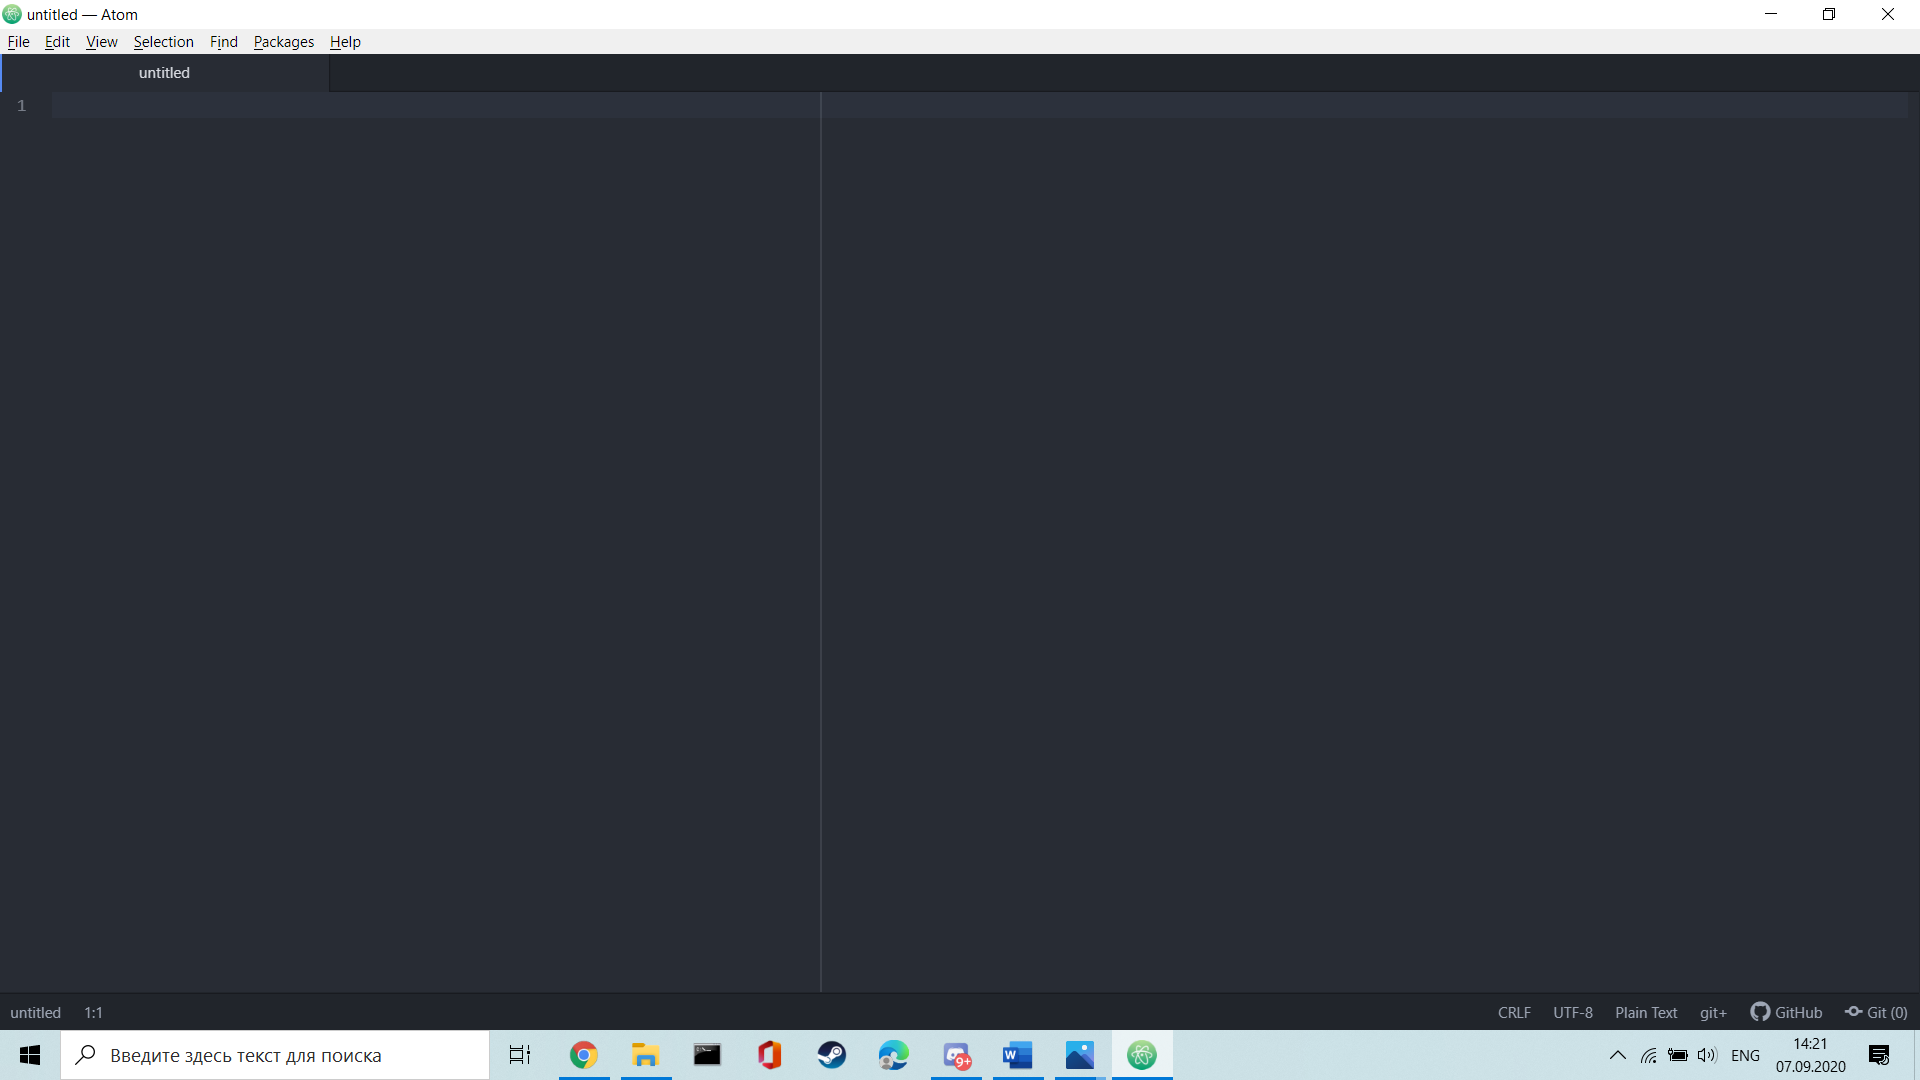 untitled — Atom
File Edit View Selection Find Packages Help
untitled
1
untitled 1:1 CRLF UTF-8 Plain Text git+ GitHub Git (0)
Введите здесь текст для поиска
9+
W
ENG
14:21
07.09.2020